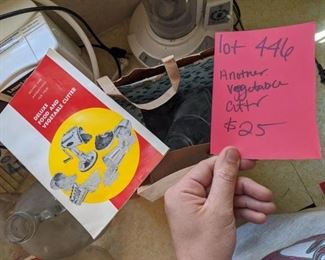 lot 446
Another
vegetable
cutter
$25
DELUXE
FOOD AND
VEGETABLE CUTTER